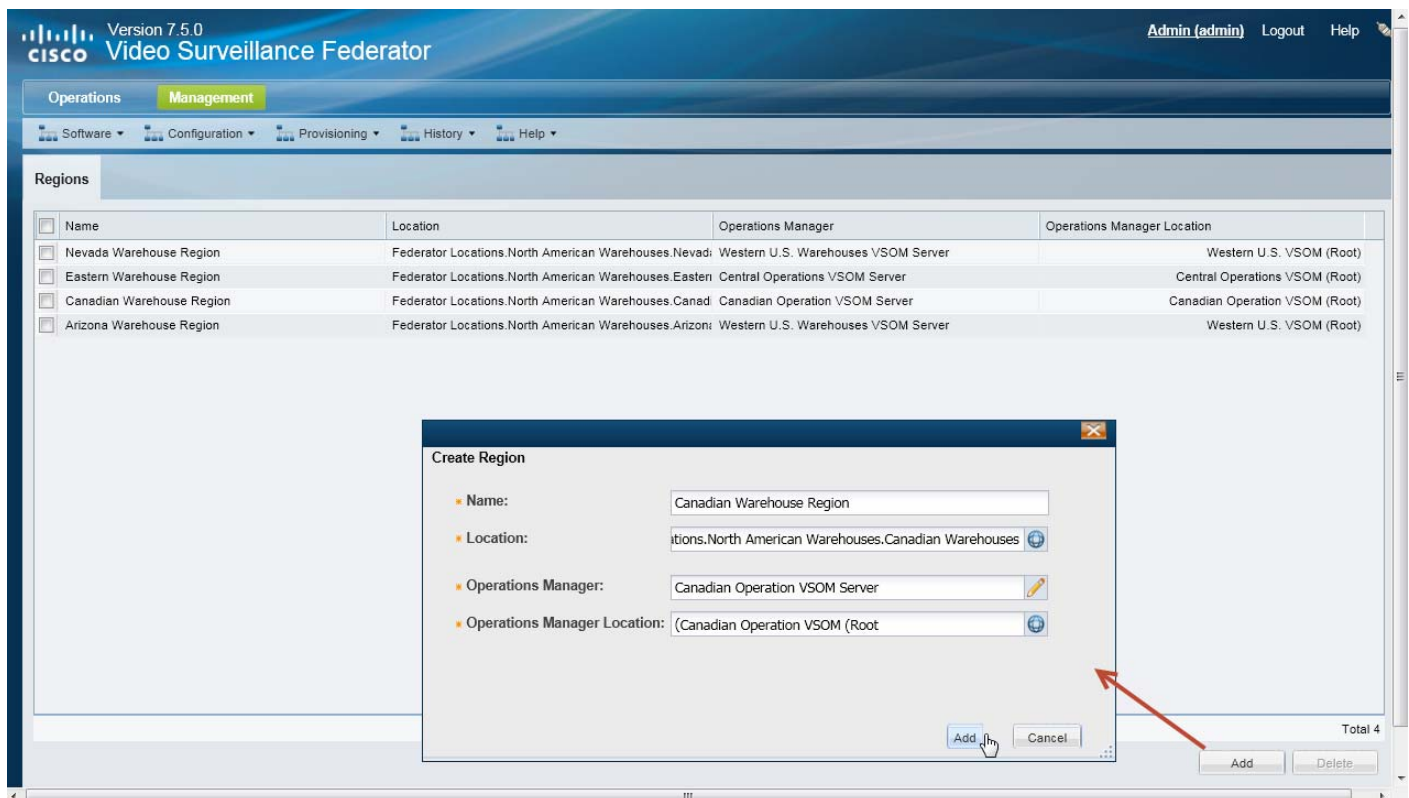 Version 7.5.0
cisco Video Surveillance Federator
Admin (admin) Logout Help
Operations Management
Software Configuration Provisioning History Help
Regions
Name Location Operations Manager Operations Manager Location
Nevada Warehouse Region Federator Locations.North American Warehouses.Nevad Western U.S. Warehouses VSOM Server Western U.S. VSOM (Root)
Eastern Warehouse Region Federator Locations.North American Warehouses.Easter Central Operations VSOM Server Central Operations VSOM (Root)
Canadian Warehouse Region Federator Locations.North American Warehouses.Canad Canadian Operation VSOM Server Canadian Operation VSOM (Root)
Arizona Warehouse Region Federator Locations.North American Warehouses.Arizon Western U.S. Warehouses VSOM Server Western U.S. VSOM (Root)
Create Region
Name: Canadian Warehouse Region
Location: ations.North American Warehouses.Canadian Warehouses
Operations Manager: Canadian Operation VSOM Server
Operations Manager Location: (Canadian Operation VSOM (Root
Add Cancel
Total 4
Add Delete